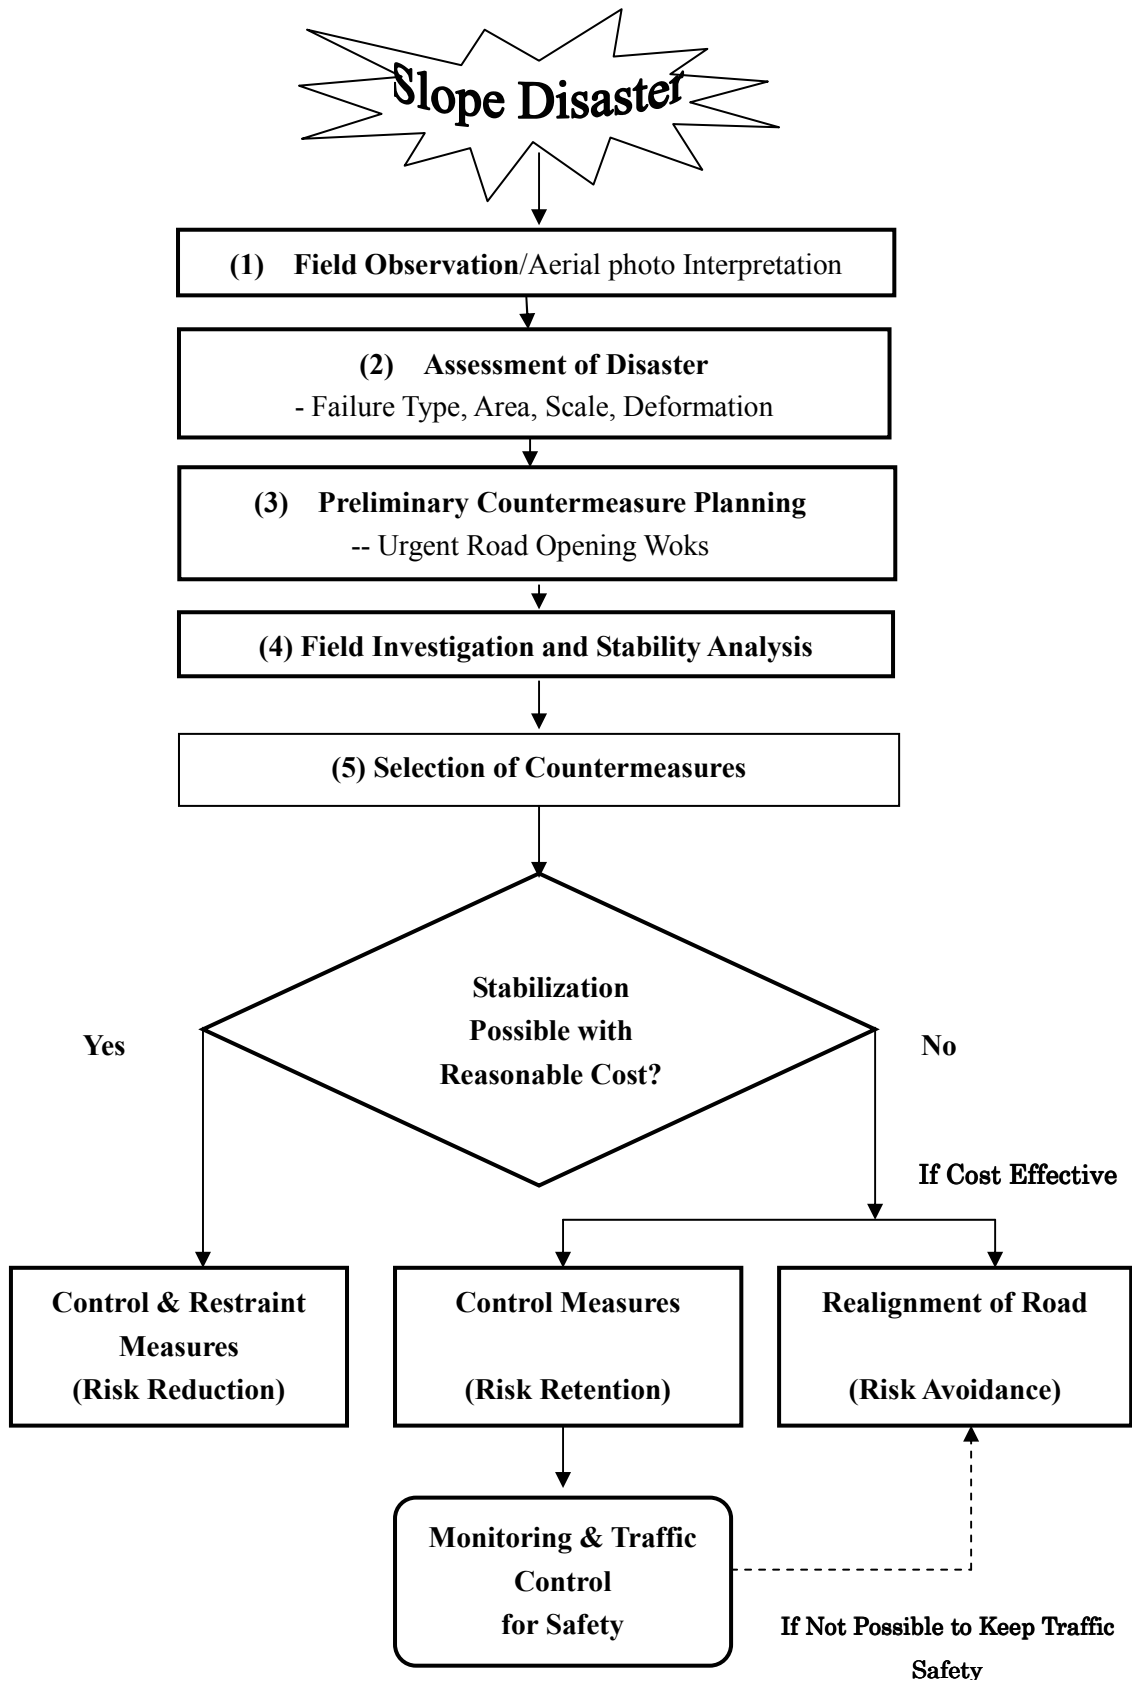 Slope Disaster
(1) Field Observation/Aerial photo Interpretation
(2) Assessment of Disaster
- Failure Type, Area, Scale, Deformation
(3) Preliminary Countermeasure Planning
-- Urgent Road Opening Woks
(4) Field Investigation and Stability Analysis
(5) Selection of Countermeasures
Stabilization
Possible with
Reasonable Cost?
Yes
No
If Cost Effective
Control & Restraint
Measures
(Risk Reduction)
Control Measures
(Risk Retention)
Realignment of Road
(Risk Avoidance)
Monitoring & Traffic
Control
for Safety
If Not Possible to Keep Traffic
Safety